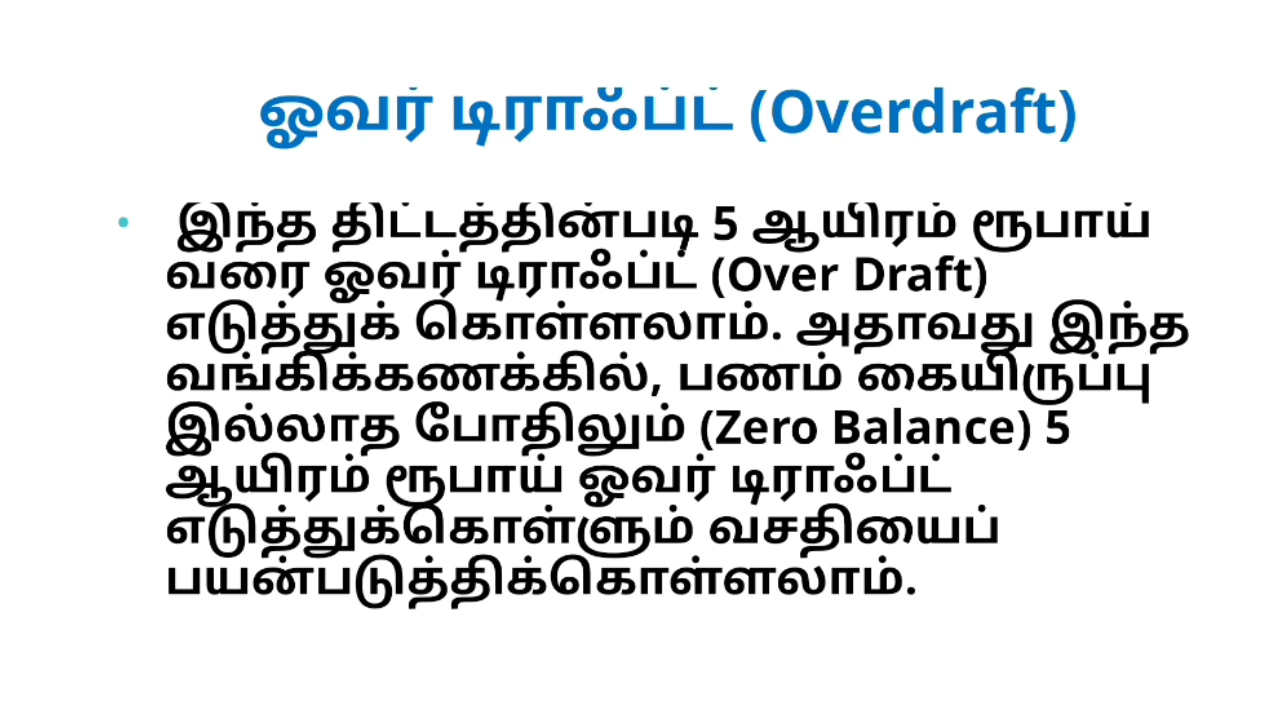 ஓவர் டிராஃப்ட் (Overdraft)
• இந்த திட்டத்தின்படி 5 ஆயிரம் ரூபாய்
வரை ஓவர் டிராஃப்ட் (Over Draft)
எடுத்துக் கொள்ளலாம். அதாவது இந்த
வங்கிக்கணக்கில், பணம் கையிருப்பு
இல்லாத போதிலும் (Zero Balance) 5
ஆயிரம் ரூபாய் ஓவர் டிராஃப்ட்
எடுத்துக்கொள்ளும் வசதியைப்
பயன்படுத்திக்கொள்ளலாம்.